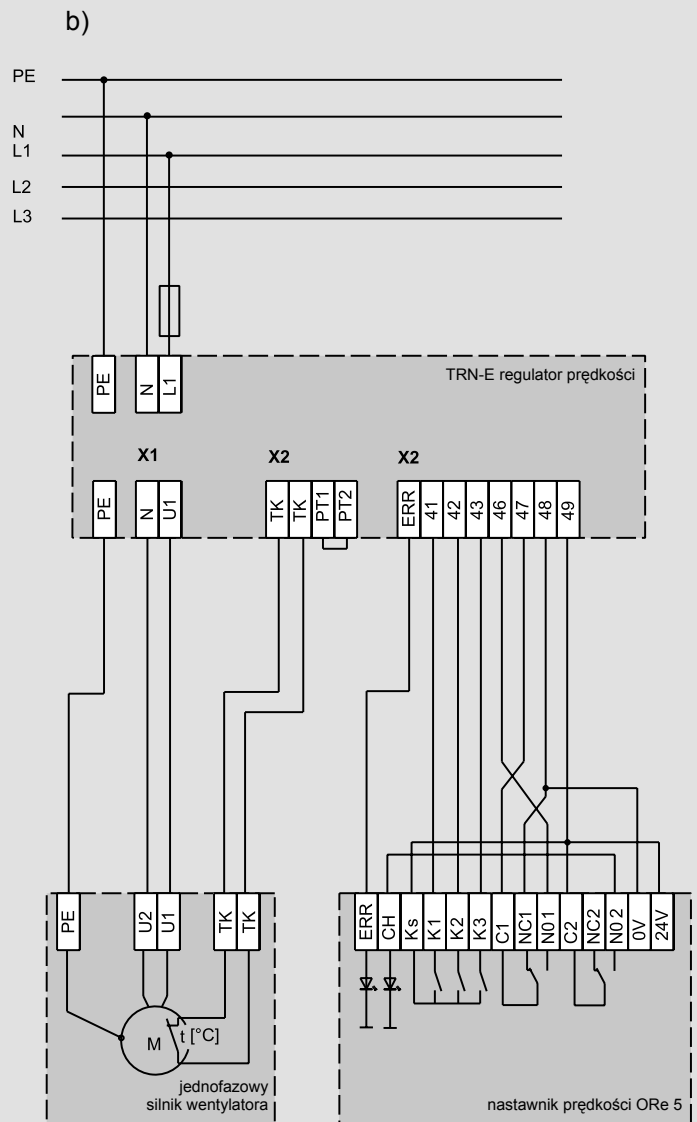 b)
PE
N
L1
L2
L3
TRN-E regulator prędkości
PE N L1
X1 X2 X2
PE N U1 TK TK PT1 PT2 ERR 41 42 43 46 47 48 49
PE U2 U1 TK TK ERR CH Ks K1 K2 K3 C1 NC1 N01 C2 NC2 N0 2 0V 24V
M t [°C]
jednofazowy
silnik wentylatora
nastawnik prędkości ORe 5